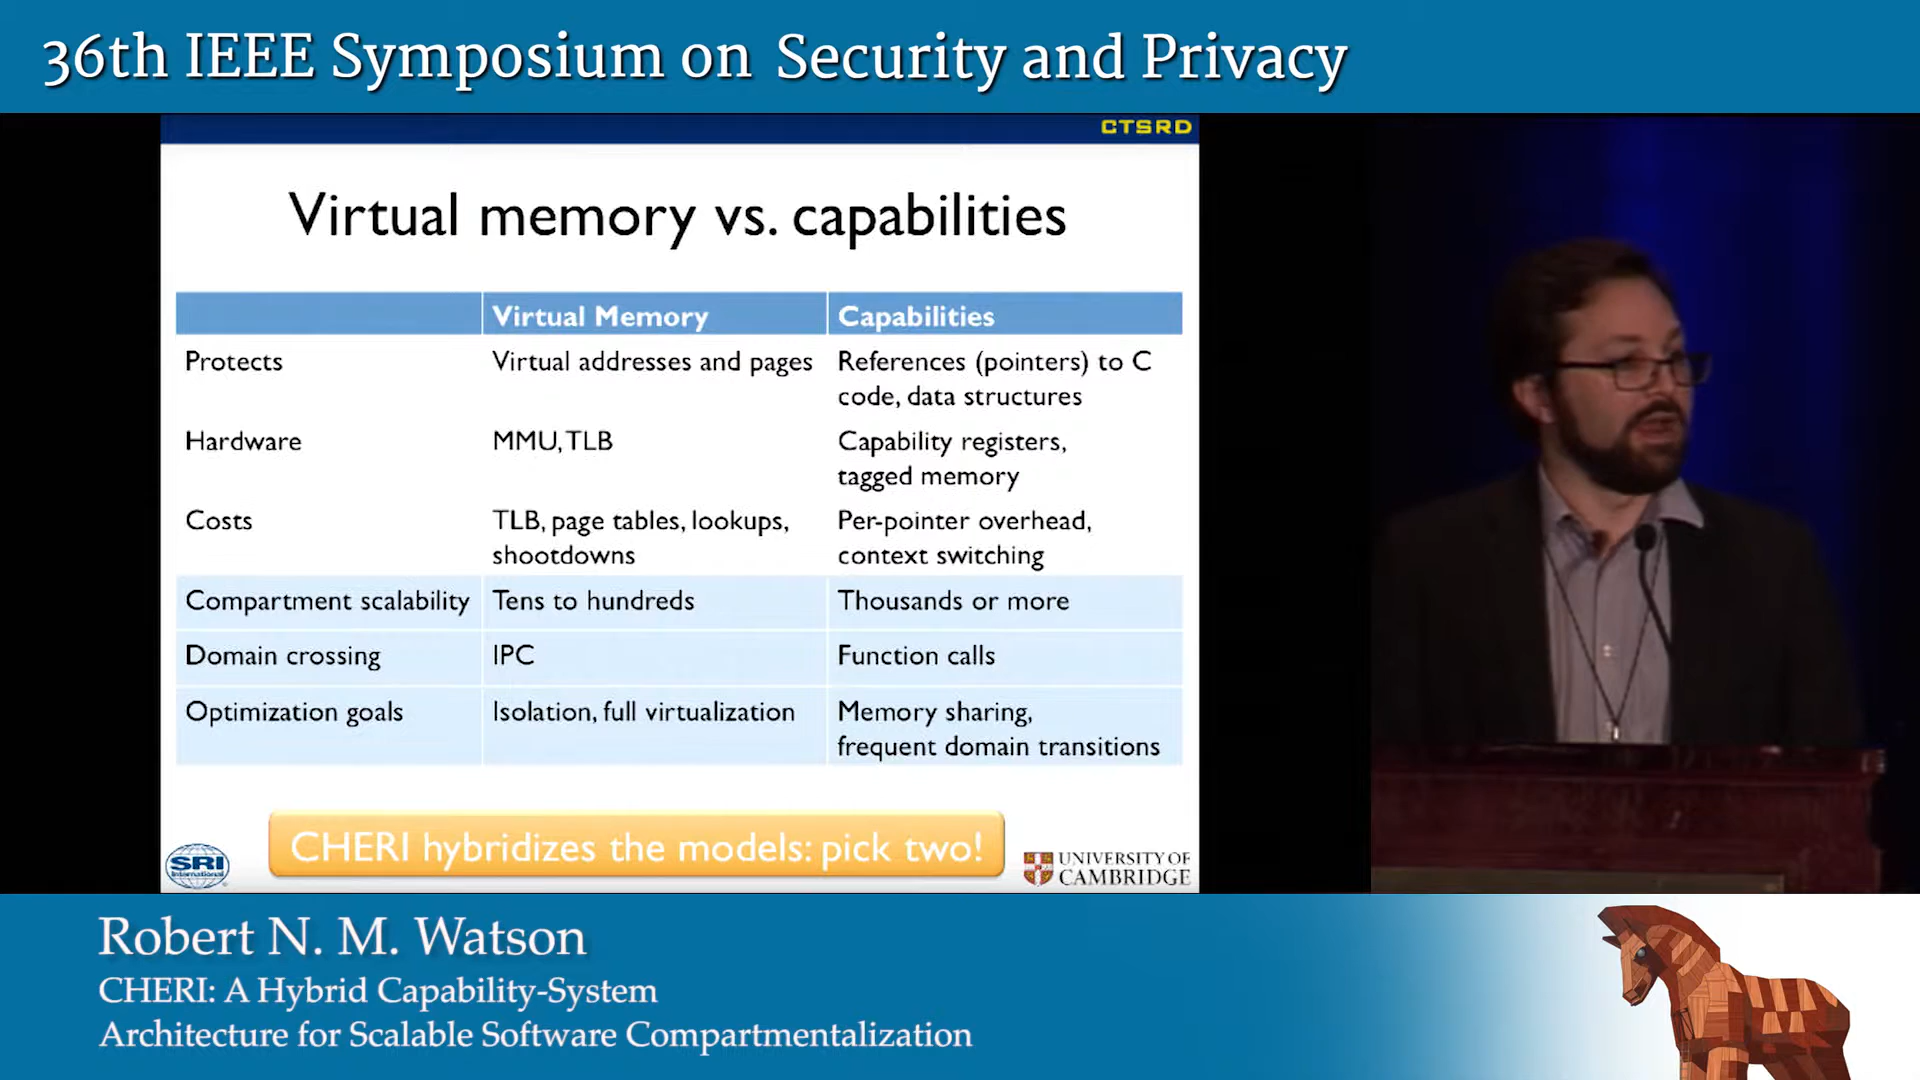 36th IEEE Symposium on Security and Privacy
CTSRD
Virtual memory vs. capabilities
Virtual Memory
Capabilities
Protects
Virtual addresses and pages
References (pointers) to C
code, data structures
Hardware
MMU, TLB
Capability registers,
tagged memory
Costs
TLB, page tables, lookups,
shootdowns
Per-pointer overhead,
context switching
Compartment scalability
Tens to hundreds
Thousands or more
Domain crossing
IPC
Function calls
Optimization goals
Isolation, full virtualization
Memory sharing,
frequent domain transitions
CHERI hybridizes the models: pick two!
SRI
International
UNIVERSITY OF
CAMBRIDGE
Robert N. M. Watson
CHERI: A Hybrid Capability-System
Architecture for Scalable Software Compartmentalization